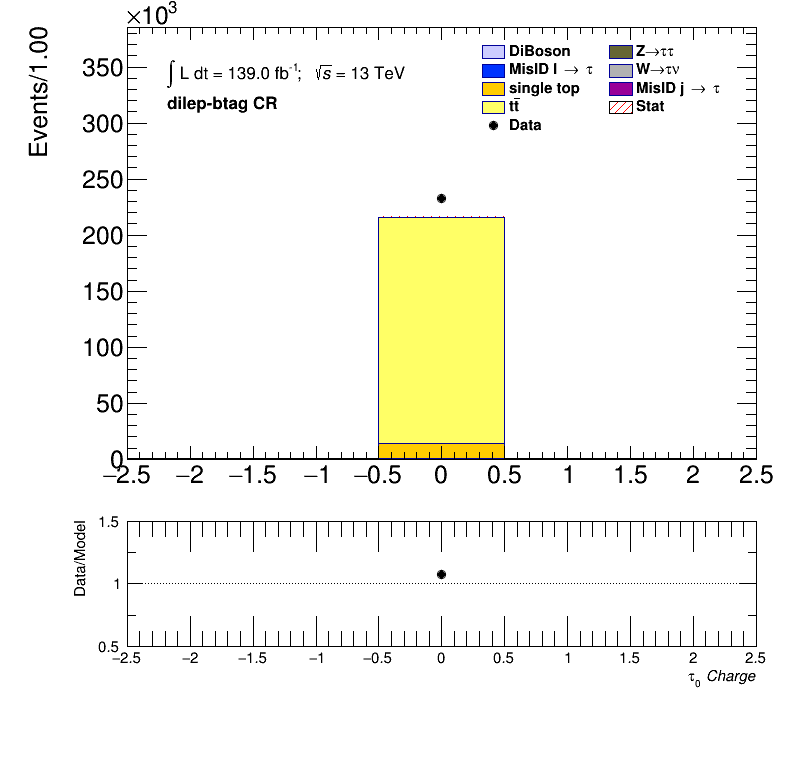 ×10³
Events/1.00
350
300
250
200
150
100
50
0
∫ L dt = 139.0 fb⁻¹; √s = 13 TeV
dilep-btag CR
DiBoson
Z→ττ
MisID l → τ
W→τν
single top
MisID j → τ
tt̄
Stat
Data
−2.5 −2 −1.5 −1 −0.5 0 0.5 1 1.5 2 2.5
Data/Model
1.5
1
0.5
−2.5 −2 −1.5 −1 −0.5 0 0.5 1 1.5 2 2.5
τ₀ Charge